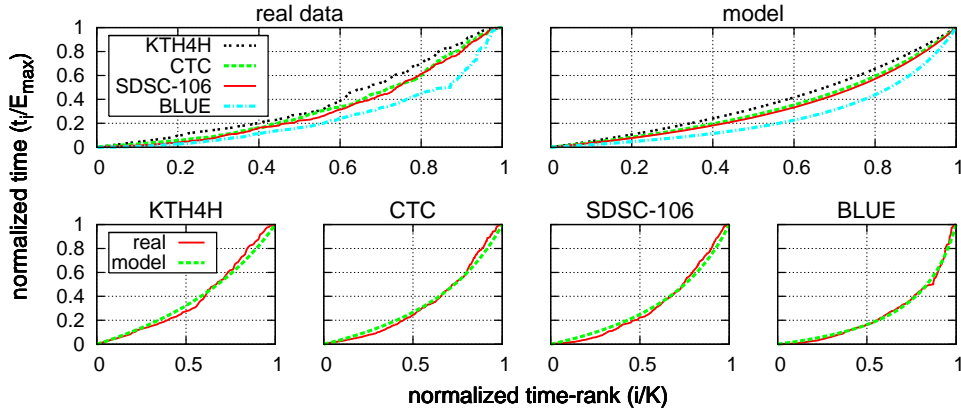 real data
model
1
0.8
0.6
0.4
0.2
0
KTH4H
CTC
SDSC-106
BLUE
0 0.2 0.4 0.6 0.8 1
0 0.2 0.4 0.6 0.8 1
normalized time (ti/Emax)
KTH4H
CTC
SDSC-106
BLUE
1
0.8
0.6
0.4
0.2
0
real
model
0 0.5 1
0 0.5 1
0 0.5 1
0 0.5 1
normalized time-rank (i/K)